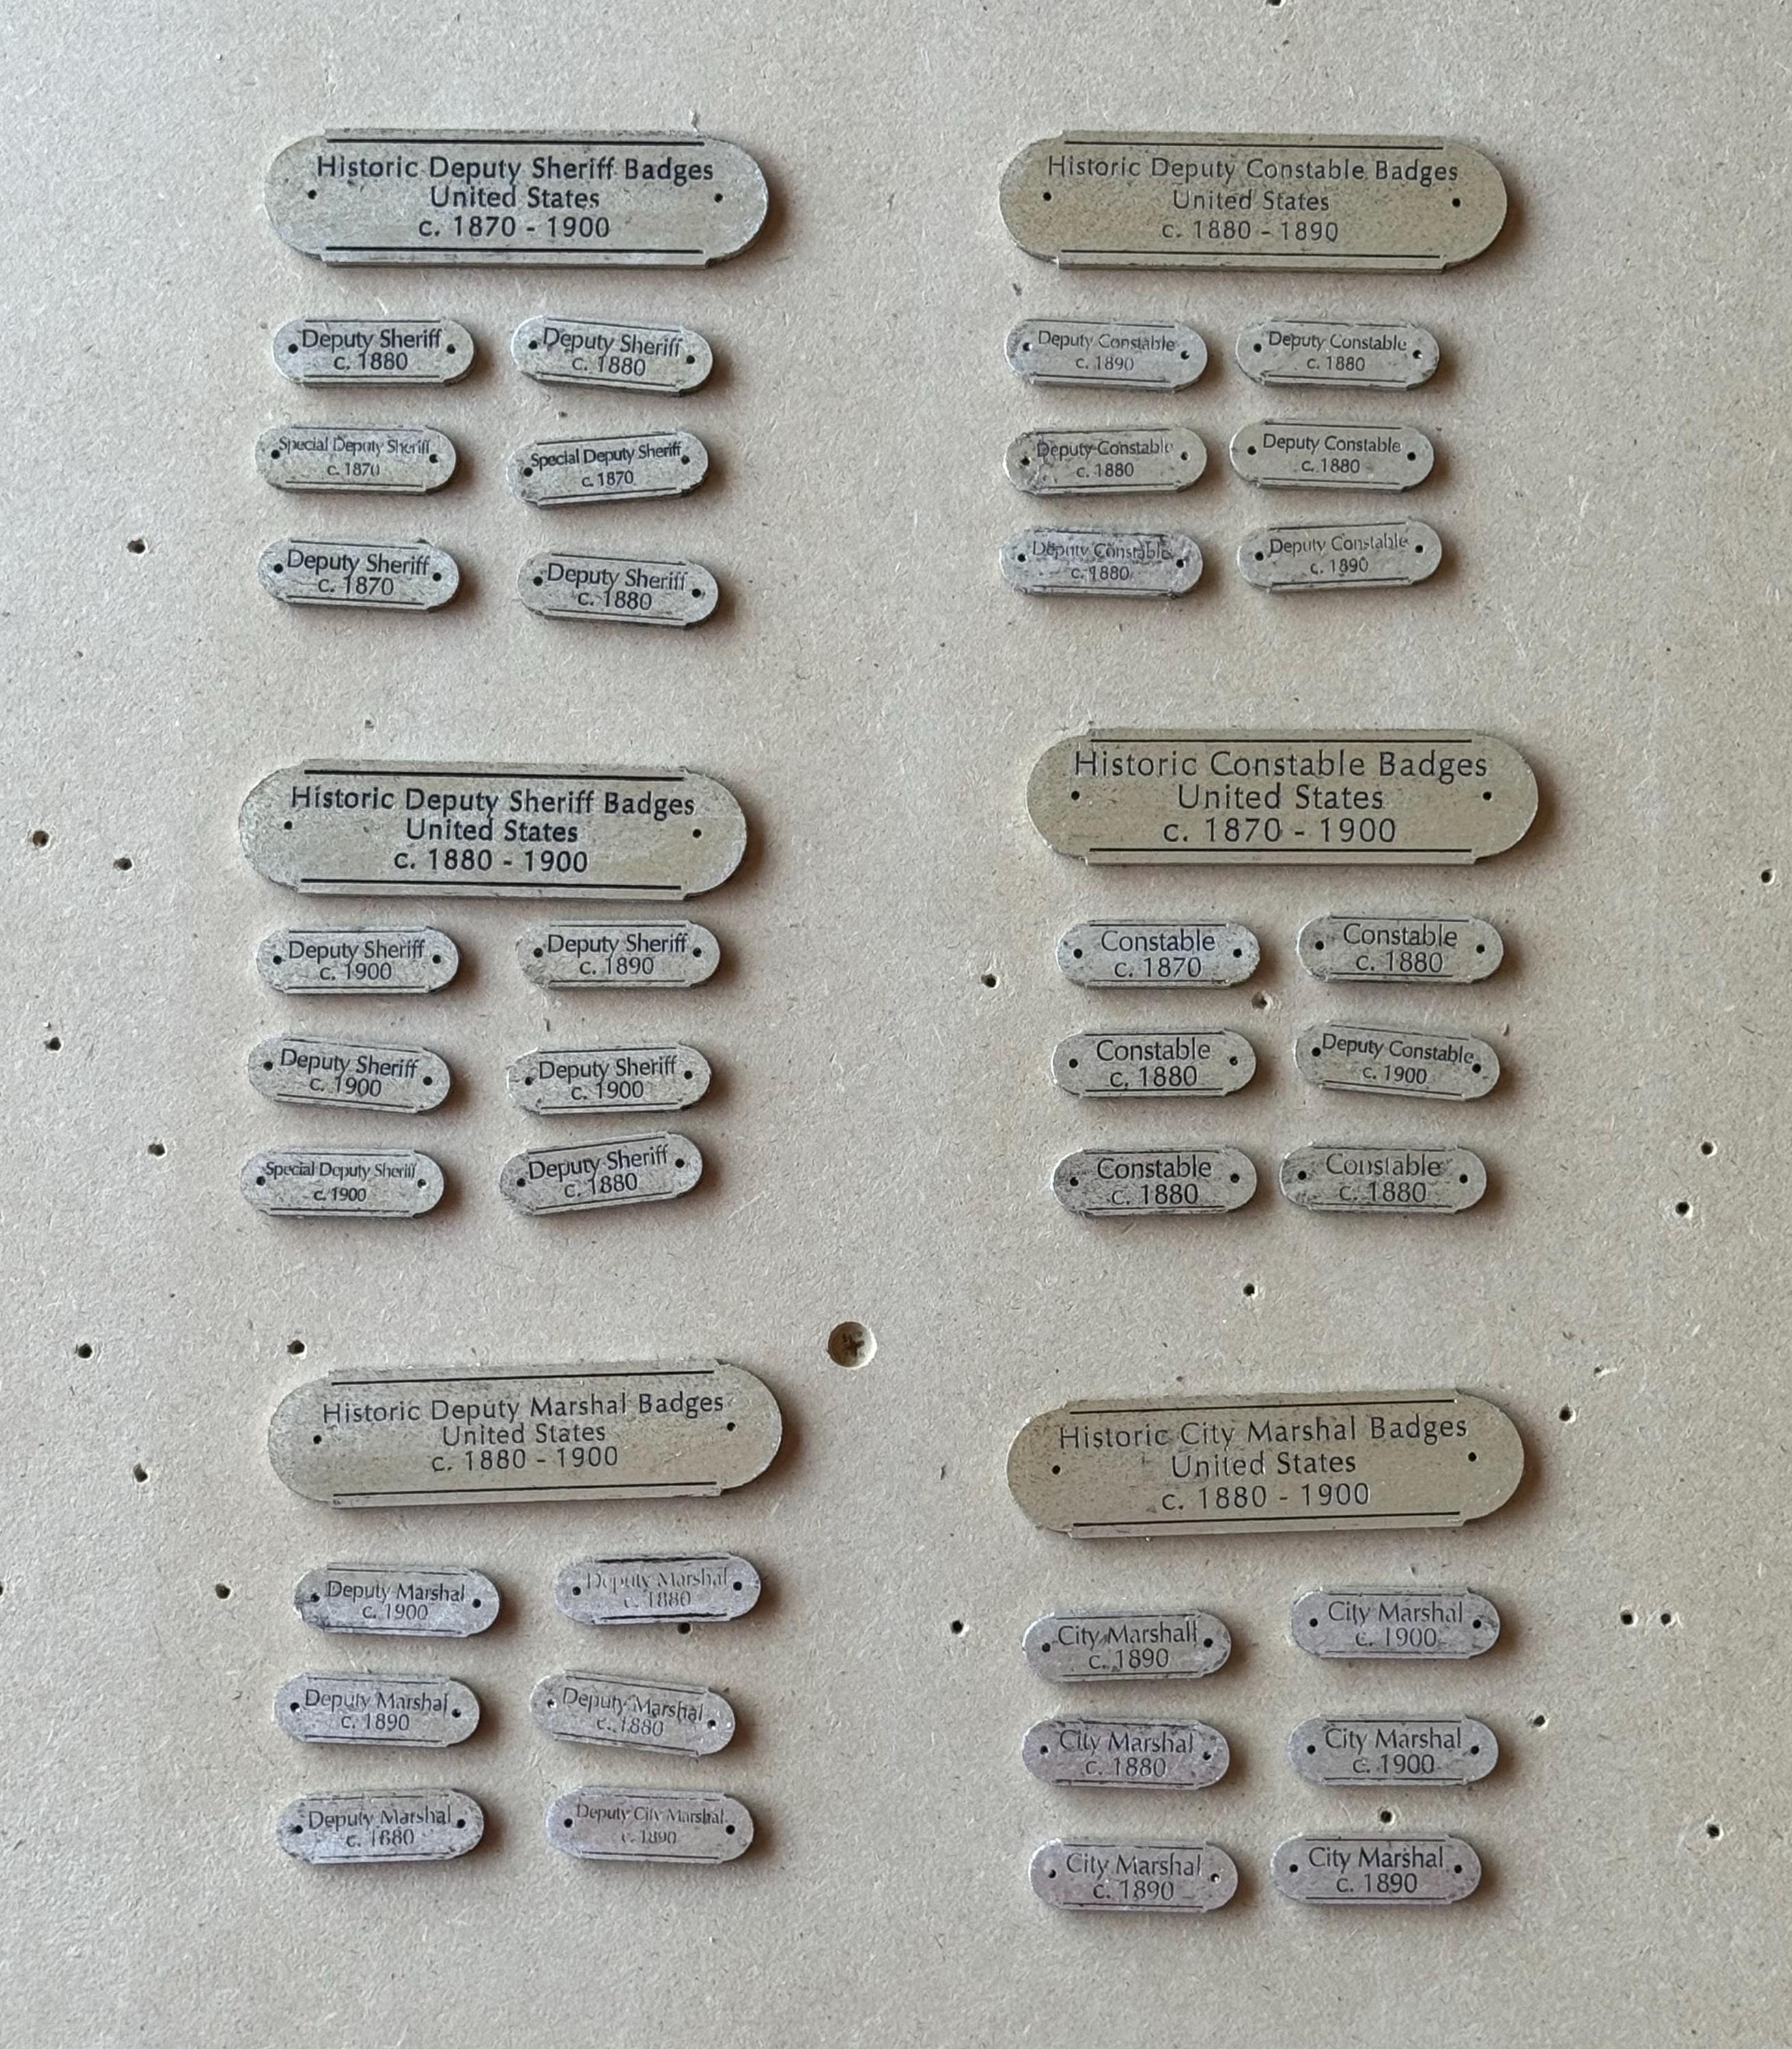 Historic Deputy Sheriff Badges
United States
c. 1870 - 1900
Deputy Sheriff
c. 1880
Deputy Sheriff
c. 1880
Special Deputy Sheriff
c. 1870
Special Deputy Sheriff
c. 1870
Deputy Sheriff
c. 1870
Deputy Sheriff
c. 1880
Historic Deputy Constable Badges
United States
c. 1880 - 1890
Deputy Constable
c. 1890
Deputy Constable
c. 1880
Deputy Constable
c. 1880
Deputy Constable
c. 1880
Deputy Constable
c. 1880
Deputy Constable
c. 1890
Historic Deputy Sheriff Badges
United States
c. 1880 - 1900
Deputy Sheriff
c. 1900
Deputy Sheriff
c. 1890
Deputy Sheriff
c. 1900
Deputy Sheriff
c. 1900
Special Deputy Sheriff
c. 1900
Deputy Sheriff
c. 1880
Historic Constable Badges
United States
c. 1870 - 1900
Constable
c. 1870
Constable
c. 1880
Constable
c. 1880
Deputy Constable
c. 1900
Constable
c. 1880
Constable
c. 1880
Historic Deputy Marshal Badges
United States
c. 1880 - 1900
Deputy Marshal
c. 1900
Deputy Marshal
c. 1880
Deputy Marshal
c. 1890
Deputy Marshal
c. 1880
Deputy Marshal
c. 1880
Deputy City Marshal
c. 1890
Historic City Marshal Badges
United States
c. 1880 - 1900
City Marshall
c. 1890
City Marshal
c. 1900
City Marshal
c. 1880
City Marshal
c. 1900
City Marshal
c. 1890
City Marshal
c. 1890